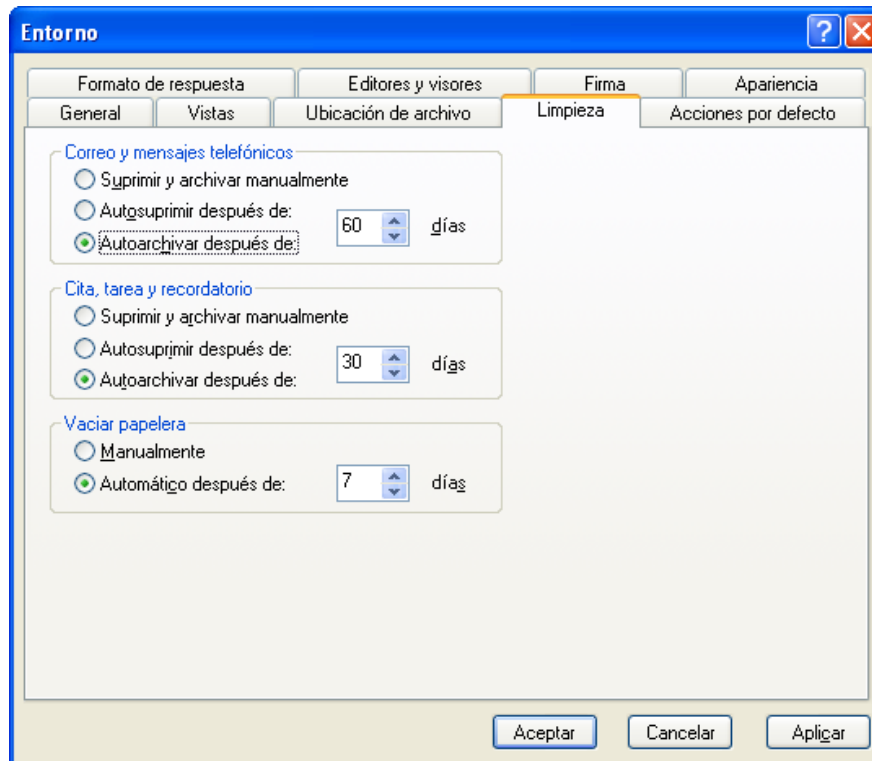 Entorno
Formato de respuesta Editores y visores Firma Apariencia
General Vistas Ubicación de archivo Limpieza Acciones por defecto
Correo y mensajes telefónicos
Suprimir y archivar manualmente
Autosuprimir después de:
60 días
Autoarchivar después de:
Cita, tarea y recordatorio
Suprimir y archivar manualmente
Autosuprimir después de:
30 días
Autoarchivar después de:
Vaciar papelera
Manualmente
Automático después de: 7 días
Aceptar Cancelar Aplicar